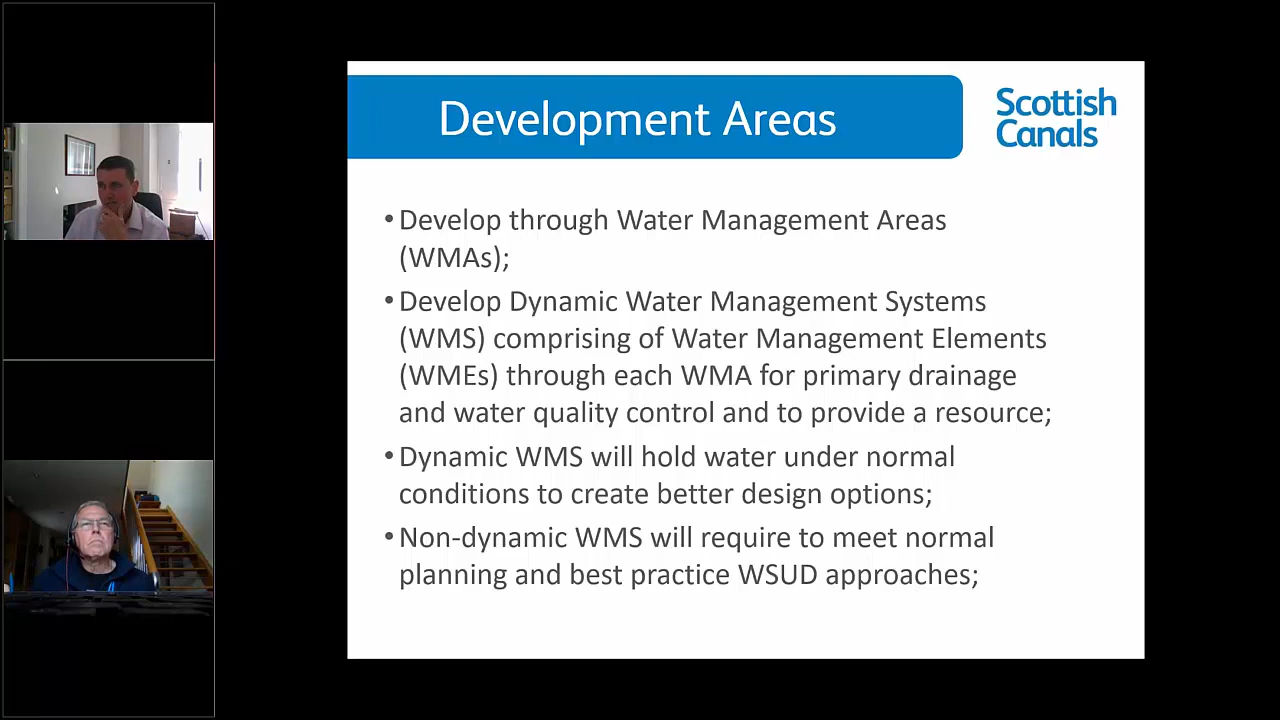 Development Areas
Scottish
Canals
•Develop through Water Management Areas
(WMAs);
•Develop Dynamic Water Management Systems
(WMS) comprising of Water Management Elements
(WMEs) through each WMA for primary drainage
and water quality control and to provide a resource;
•Dynamic WMS will hold water under normal
conditions to create better design options;
•Non-dynamic WMS will require to meet normal
planning and best practice WSUD approaches;